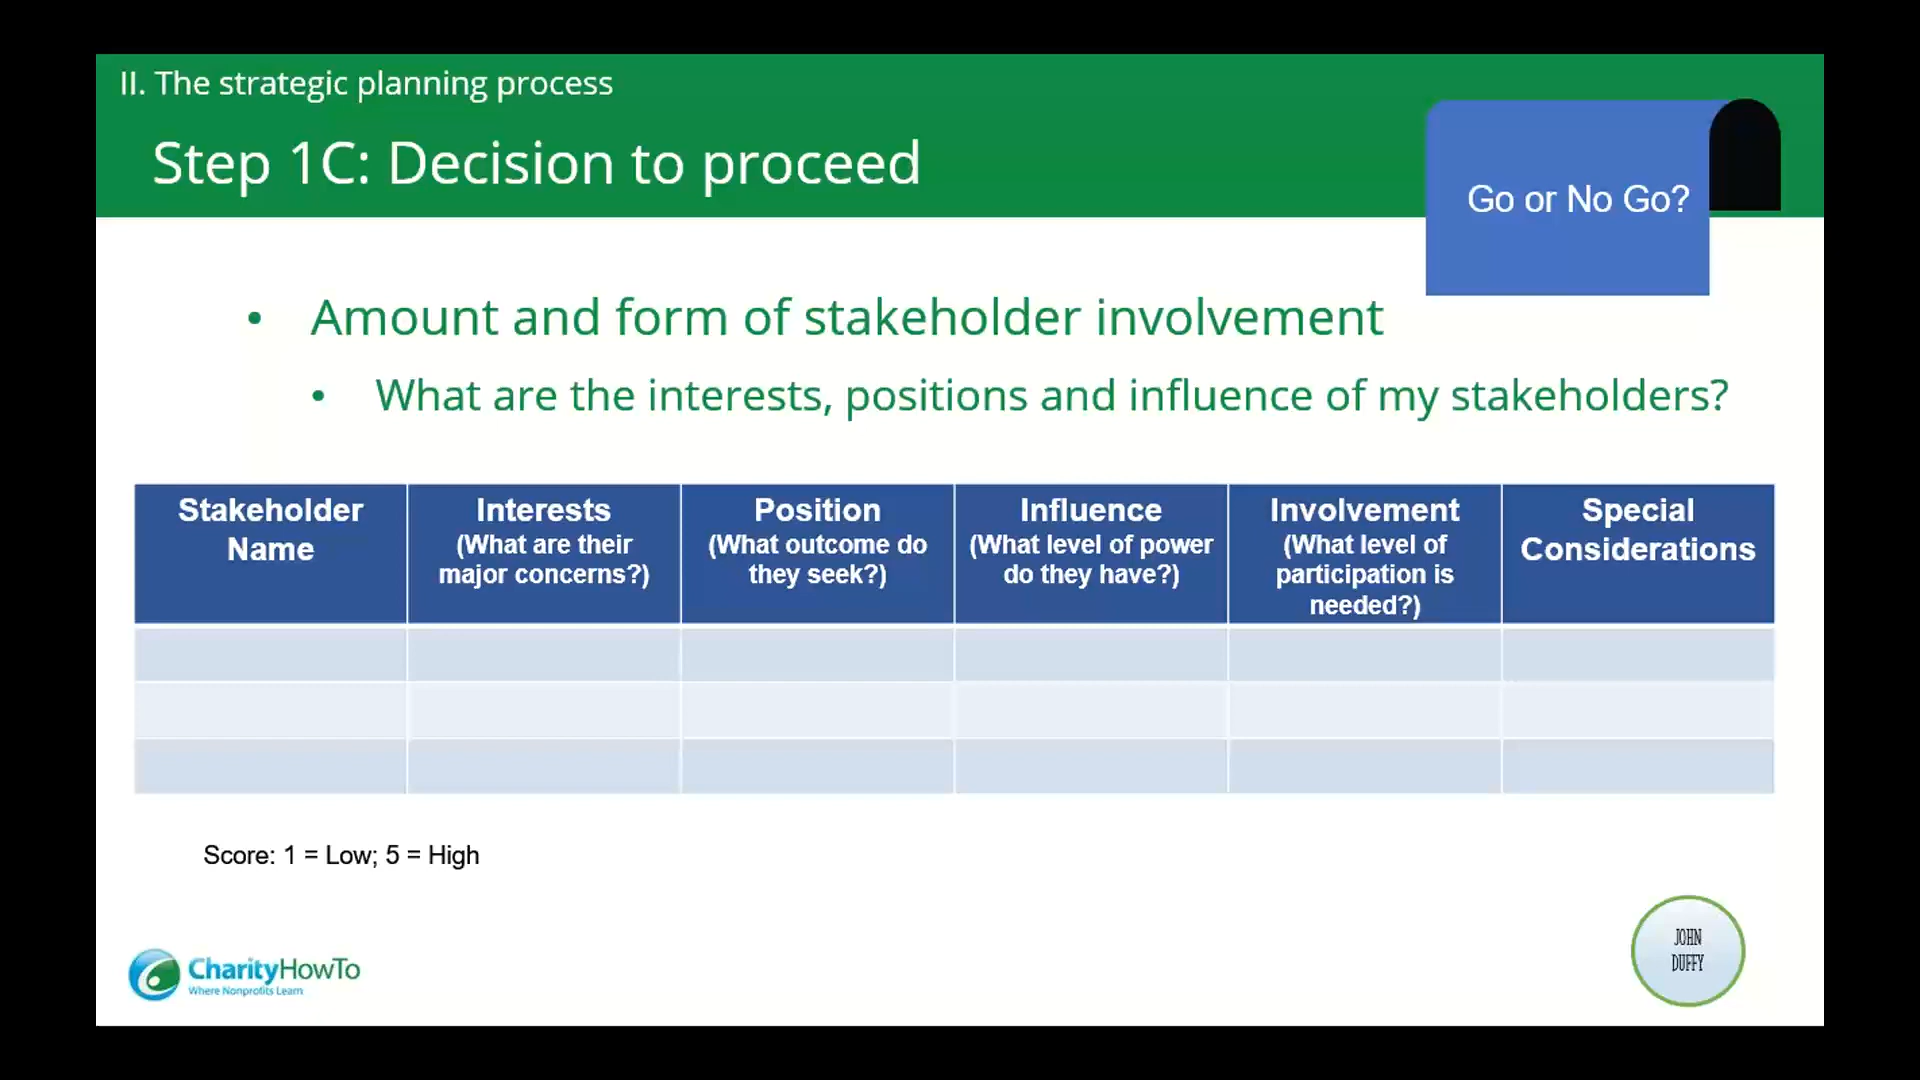 II. The strategic planning process
Step 1C: Decision to proceed
Go or No Go?
• Amount and form of stakeholder involvement
• What are the interests, positions and influence of my stakeholders?
Stakeholder
Name
Interests
(What are their
major concerns?)
Position
(What outcome do
they seek?)
Influence
(What level of power
do they have?)
Involvement
(What level of
participation is
needed?)
Special
Considerations
Score: 1 = Low; 5 = High
CharityHowTo
Where Nonprofits Learn
JOHN
DUFFY